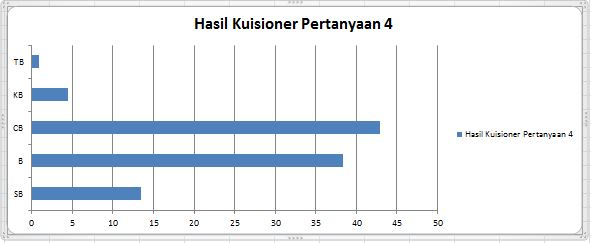 Hasil Kuisioner Pertanyaan 4
TB
KB
CB
B
SB
0 5 10 15 20 25 30 35 40 45 50
Hasil Kuisioner Pertanyaan 4